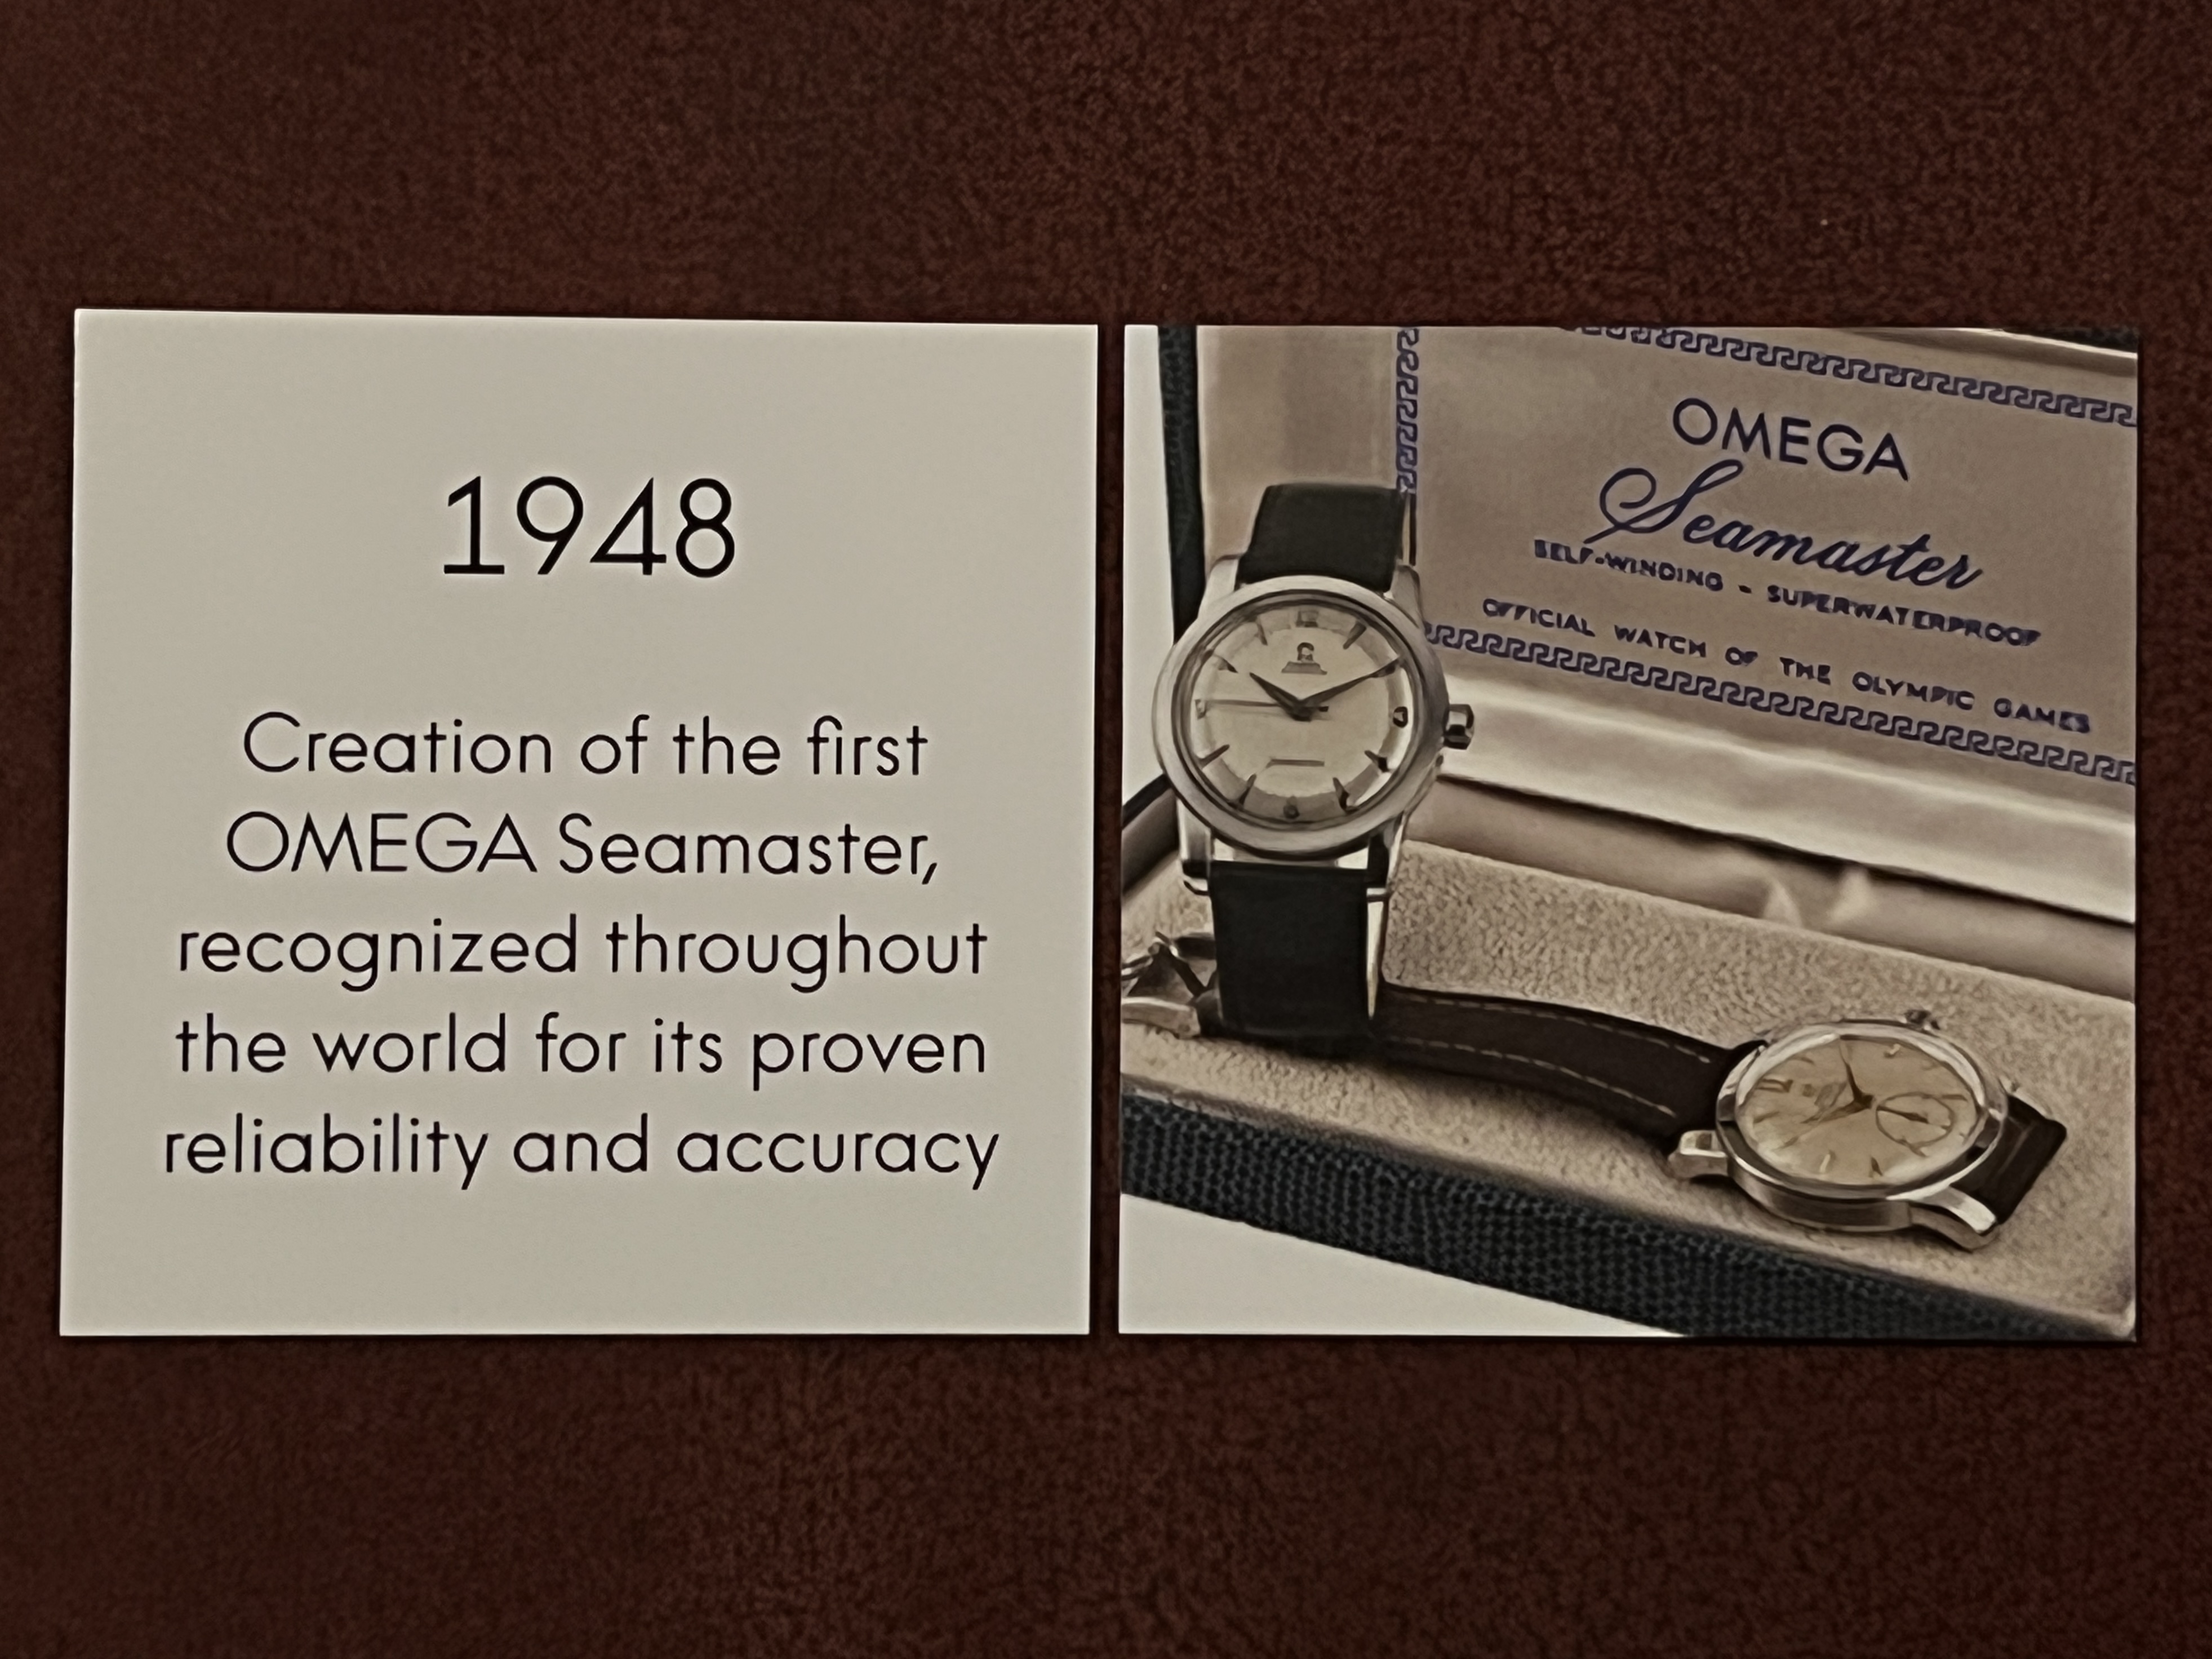 1948
Creation of the first
OMEGA Seamaster,
recognized throughout
the world for its proven
reliability and accuracy
OMEGA
Seamaster
SELF-WINDING - SUPERWATERPROOF
OFFICIAL WATCH OF THE OLYMPIC GAMES
3